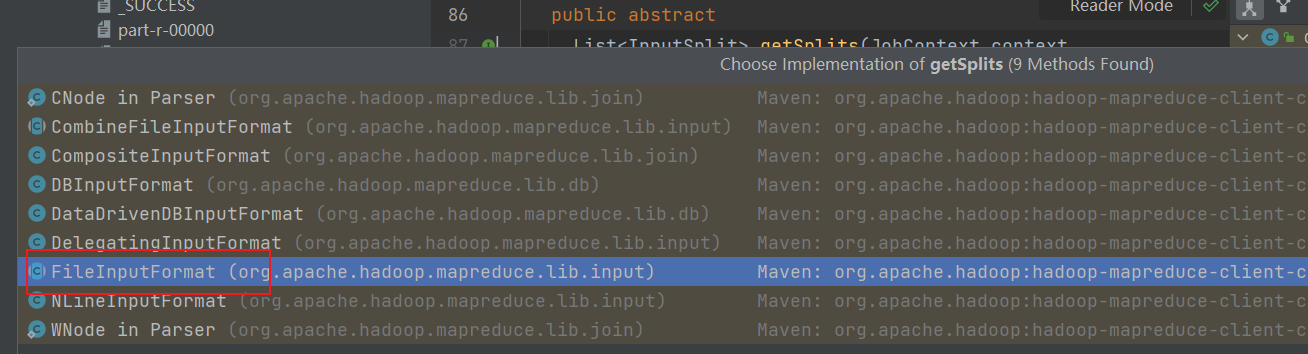 _SUCCESS
part-r-00000
86 public abstract
87 List<InputSplit> getSplits(JobContext context
Reader Mode
Choose Implementation of getSplits (9 Methods Found)
CNode in Parser (org.apache.hadoop.mapreduce.lib.join) Maven: org.apache.hadoop:hadoop-mapreduce-client-c
CombineFileInputFormat (org.apache.hadoop.mapreduce.lib.input) Maven: org.apache.hadoop:hadoop-mapreduce-client-c
CompositeInputFormat (org.apache.hadoop.mapreduce.lib.join) Maven: org.apache.hadoop:hadoop-mapreduce-client-c
DBInputFormat (org.apache.hadoop.mapreduce.lib.db) Maven: org.apache.hadoop:hadoop-mapreduce-client-c
DataDrivenDBInputFormat (org.apache.hadoop.mapreduce.lib.db) Maven: org.apache.hadoop:hadoop-mapreduce-client-c
DelegatingInputFormat (org.apache.hadoop.mapreduce.lib.input) Maven: org.apache.hadoop:hadoop-mapreduce-client-c
FileInputFormat (org.apache.hadoop.mapreduce.lib.input) Maven: org.apache.hadoop:hadoop-mapreduce-client-c
NLineInputFormat (org.apache.hadoop.mapreduce.lib.input) Maven: org.apache.hadoop:hadoop-mapreduce-client-c
WNode in Parser (org.apache.hadoop.mapreduce.lib.join) Maven: org.apache.hadoop:hadoop-mapreduce-client-c